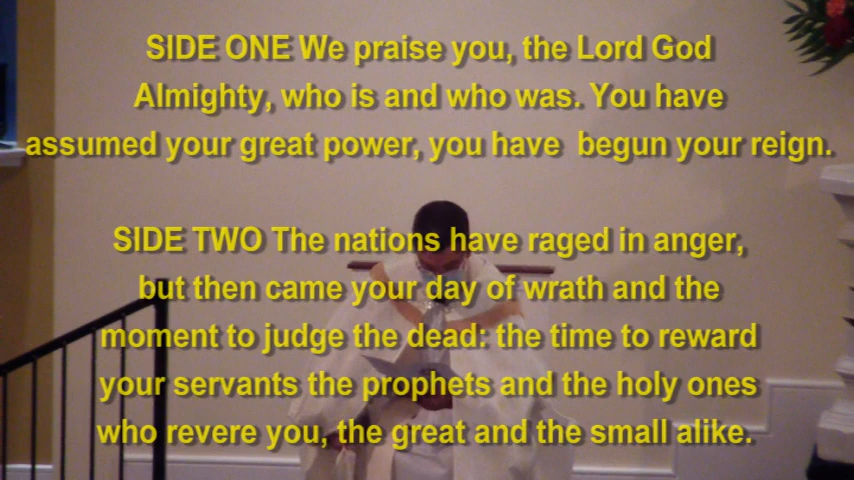 SIDE ONE We praise you, the Lord God
Almighty, who is and who was. You have
assumed your great power, you have  begun your reign.
SIDE TWO The nations have raged in anger,
but then came your day of wrath and the
moment to judge the dead: the time to reward
your servants the prophets and the holy ones
who revere you, the great and the small alike.